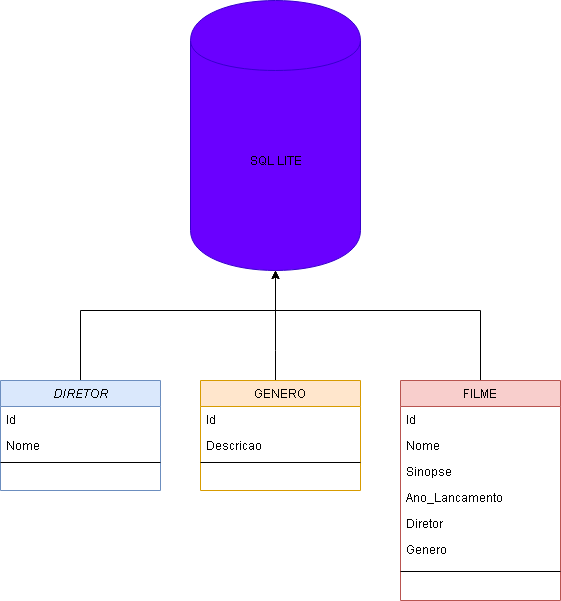 SQL LITE
DIRETOR
Id
Nome
GENERO
Id
Descricao
FILME
Id
Nome
Sinopse
Ano_Lancamento
Diretor
Genero